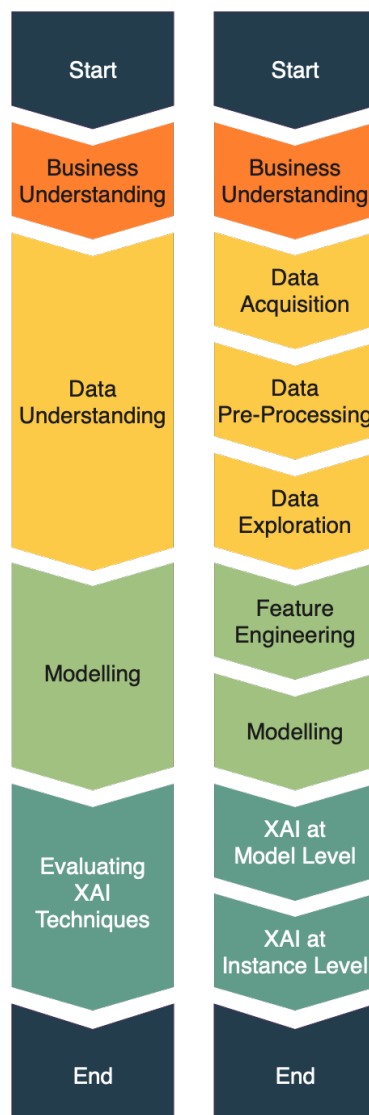 Start
Business
Understanding
Data
Understanding
Modelling
Evaluating
XAI
Techniques
End
Start
Business
Understanding
Data
Acquisition
Data
Pre-Processing
Data
Exploration
Feature
Engineering
Modelling
XAI at
Model Level
XAI at
Instance Level
End